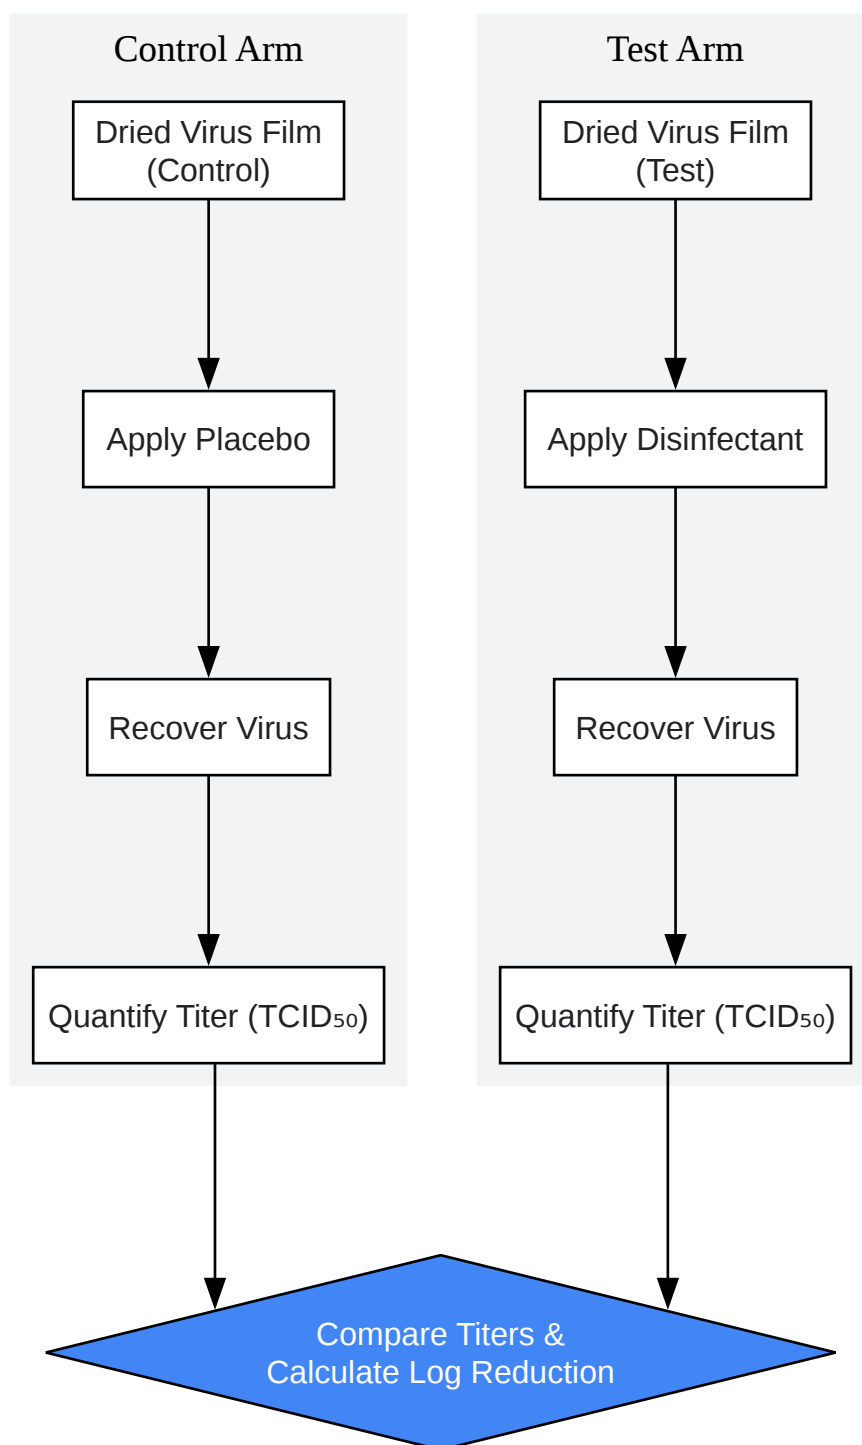 Control Arm
Dried Virus Film
(Control)
Apply Placebo
Recover Virus
Quantify Titer (TCID₅₀)
Test Arm
Dried Virus Film
(Test)
Apply Disinfectant
Recover Virus
Quantify Titer (TCID₅₀)
Compare Titers &
Calculate Log Reduction